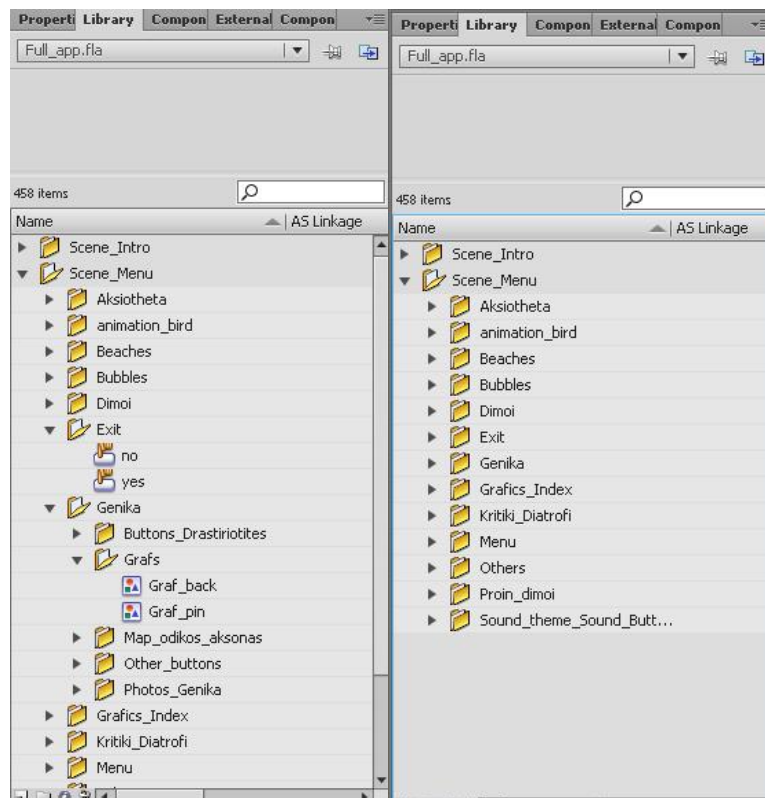 Properti Library Compon External Compon
Full_app.fla
458 items
Name AS Linkage
Scene_Intro
Scene_Menu
Aksiotheta
animation_bird
Beaches
Bubbles
Dimoi
Exit
no
yes
Genika
Buttons_Drastiriotites
Grafs
Graf_back
Graf_pin
Map_odikos_aksonas
Other_buttons
Photos_Genika
Grafics_Index
Kritiki_Diatrofi
Menu
Properti Library Compon External Compon
Full_app.fla
458 items
Name AS Linkage
Scene_Intro
Scene_Menu
Aksiotheta
animation_bird
Beaches
Bubbles
Dimoi
Exit
Genika
Grafics_Index
Kritiki_Diatrofi
Menu
Others
Proin_dimoi
Sound_theme_Sound_Butt...